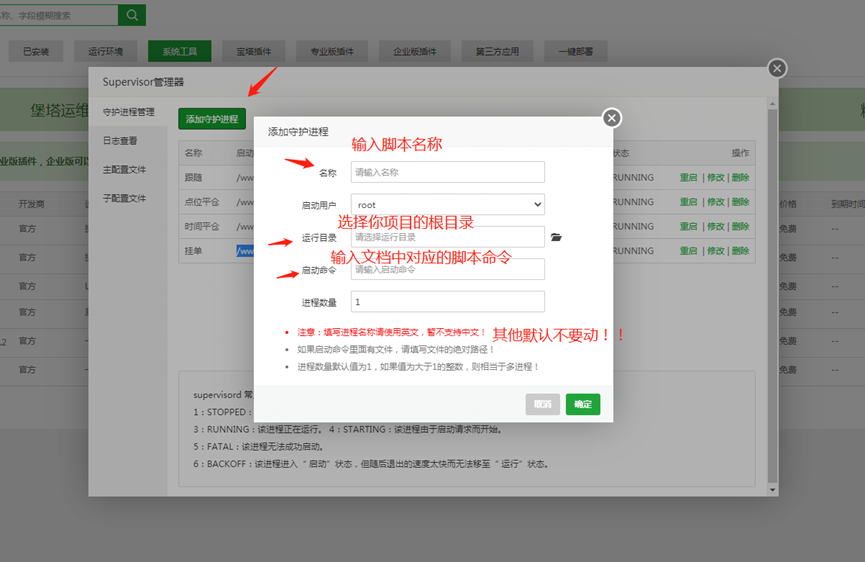 称、字段模糊搜索
已安装 运行环境 系统工具 宝塔插件 专业版插件 企业版插件 第三方应用 一键部署
Supervisor管理器
堡塔运维
守护进程管理
添加守护进程
日志查看
主配置文件
子配置文件
业版插件，企业版可以
名称 启动 状态 操作
跟随 /ww RUNNING 重启 | 修改 | 删除
点位平仓 /ww RUNNING 重启 | 修改 | 删除
时间平仓 /ww RUNNING 重启 | 修改 | 删除
挂单 /ww RUNNING 重启 | 修改 | 删除
开发商
官方
官方
官方
官方
官方
官方
价格 到期时间
免费 --
免费 --
免费 --
免费 --
免费 --
免费 --
添加守护进程
输入脚本名称
名称 请输入名称
启动用户 root
选择你项目的根目录
运行目录 请选择运行目录
输入文档中对应的脚本命令
启动命令 请输入启动命令
进程数量 1
注意：填写进程名称请使用英文，暂不支持中文！
其他默认不要动！！
如果启动命令里面有文件，请填写文件的绝对路径！
进程数量默认值为1，如果值为大于1的整数，则相当于多进程！
取消 确定
supervisord 常
1：STOPPED：
3：RUNNING：该进程正在运行。 4：STARTING：该进程由于启动请求而开始。
5：FATAL：该进程无法成功启动。
6：BACKOFF：该进程进入“ 启动”状态，但随后退出的速度太快而无法移至“ 运行”状态。